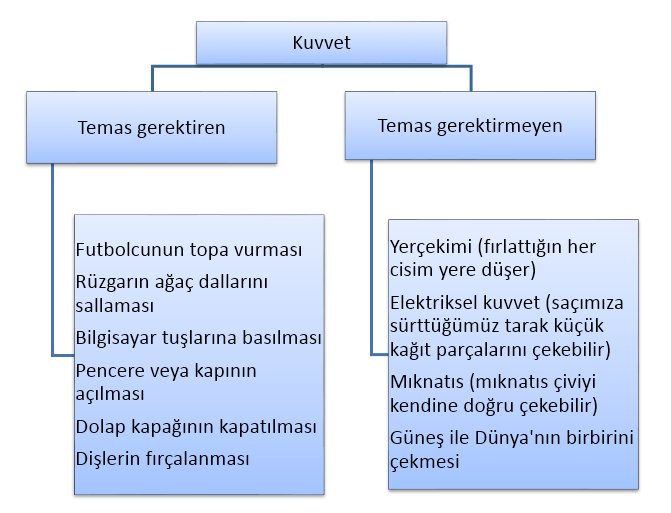 Kuvvet
Temas gerektiren
Temas gerektirmeyen
Futbolcunun topa vurması
Rüzgarın ağaç dallarını
sallaması
Bilgisayar tuşlarına basılması
Pencere veya kapının
açılması
Dolap kapağının kapatılması
Dişlerin fırçalanması
Yerçekimi (fırlattığın her
cisim yere düşer)
Elektriksel kuvvet (saçımıza
sürttüğümüz tarak küçük
kağıt parçalarını çekebilir)
Mıknatıs (mıknatıs çiviyi
kendine doğru çekebilir)
Güneş ile Dünya'nın birbirini
çekmesi